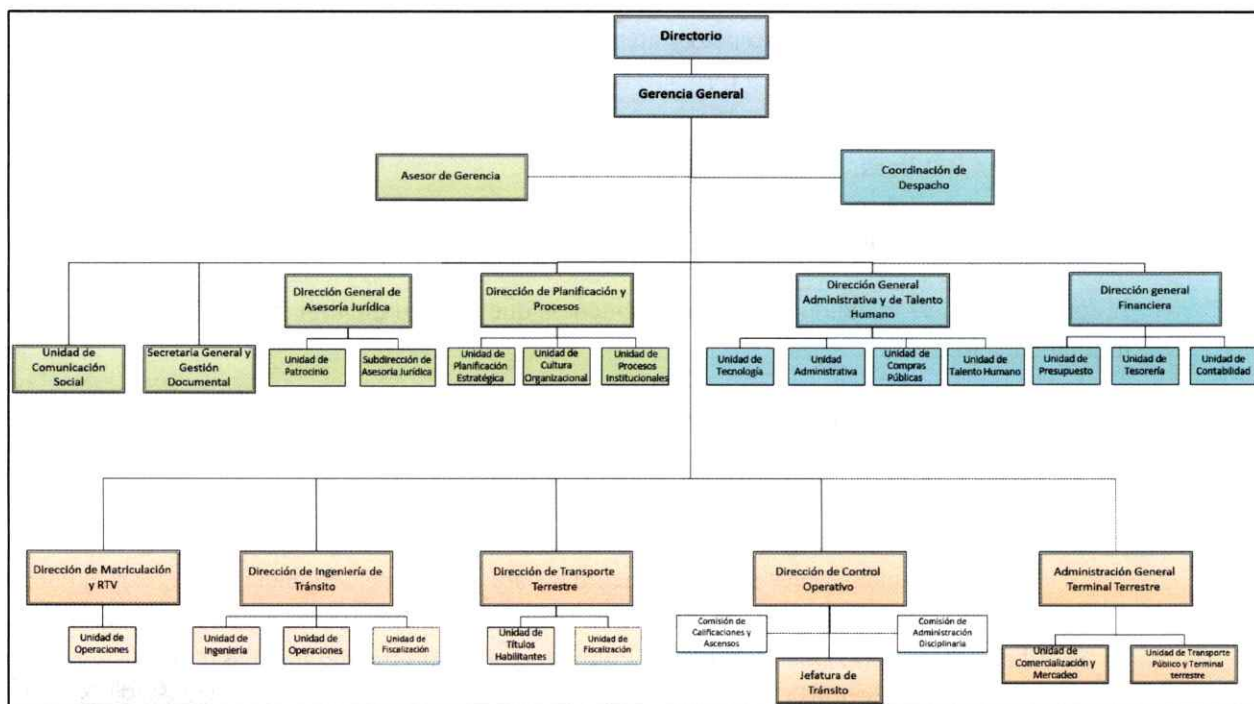 Directorio
Gerencia General
Asesor de Gerencia
Coordinación de
Despacho
Dirección General de
Asesoría Jurídica
Dirección de Planificación y
Procesos
Dirección General
Administrativa y de Talento
Humano
Dirección general
Financiera
Unidad de
Comunicación
Social
Secretaria General y
Gestión
Documental
Unidad de
Patrocinio
Subdirección de
Asesoría Jurídica
Unidad de
Planificación
Estratégica
Unidad de
Cultura
Organizacional
Unidad de
Procesos
Institucionales
Unidad de
Tecnología
Unidad
Administrativa
Unidad de
Compras
Públicas
Unidad de
Talento Humano
Unidad de
Presupuesto
Unidad de
Tesorería
Unidad de
Contabilidad
Dirección de Matriculación
y RTV
Dirección de Ingeniería de
Tránsito
Dirección de Transporte
Terrestre
Dirección de Control
Operativo
Administración General
Terminal Terrestre
Unidad de
Operaciones
Unidad de
Ingeniería
Unidad de
Operaciones
Unidad de
Fiscalización
Unidad de
Títulos
Habilitantes
Unidad de
Fiscalización
Comisión de
Calificaciones y
Ascensos
Comisión de
Administración
Disciplinaria
Jefatura de
Tránsito
Unidad de
Comercialización y
Mercadeo
Unidad de Transporte
Público y Terminal
terrestre